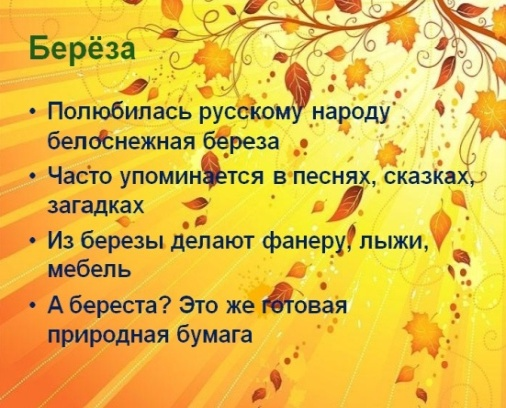 Берёза
• Полюбилась русскому народу
белоснежная береза
• Часто упоминается в песнях, сказках,
загадках
• Из березы делают фанеру, лыжи,
мебель
• А береста? Это же готовая
природная бумага